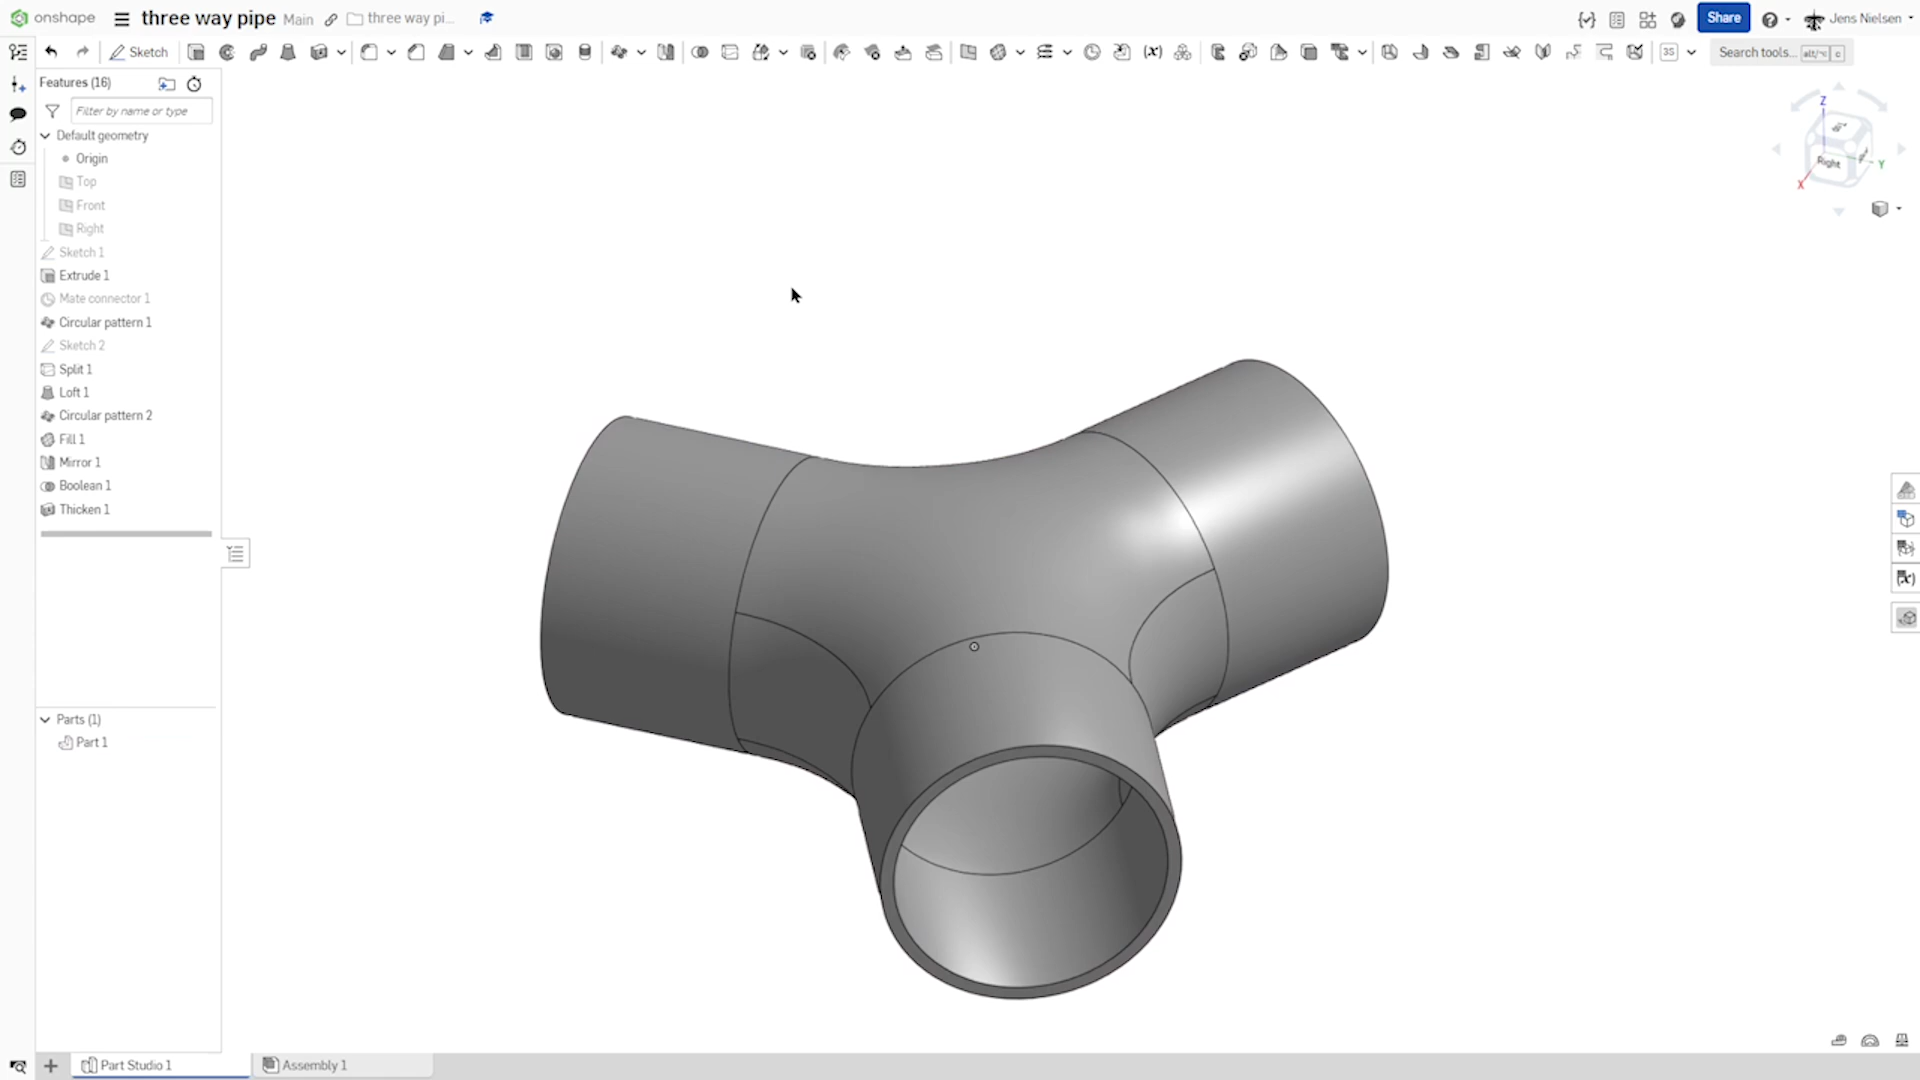 onshape three way pipe Main three way pi... Share Jens Nielsen
Sketch (x) 3S Search tools... alt/⌥ c
Features (16)
Filter by name or type
Default geometry
Origin
Top
Front
Right
Sketch 1
Extrude 1
Mate connector 1
Circular pattern 1
Sketch 2
Split 1
Loft 1
Circular pattern 2
Fill 1
Mirror 1
Boolean 1
Thicken 1
Parts (1)
Part 1
Z
Right
Y
X
(x)
Part Studio 1 Assembly 1